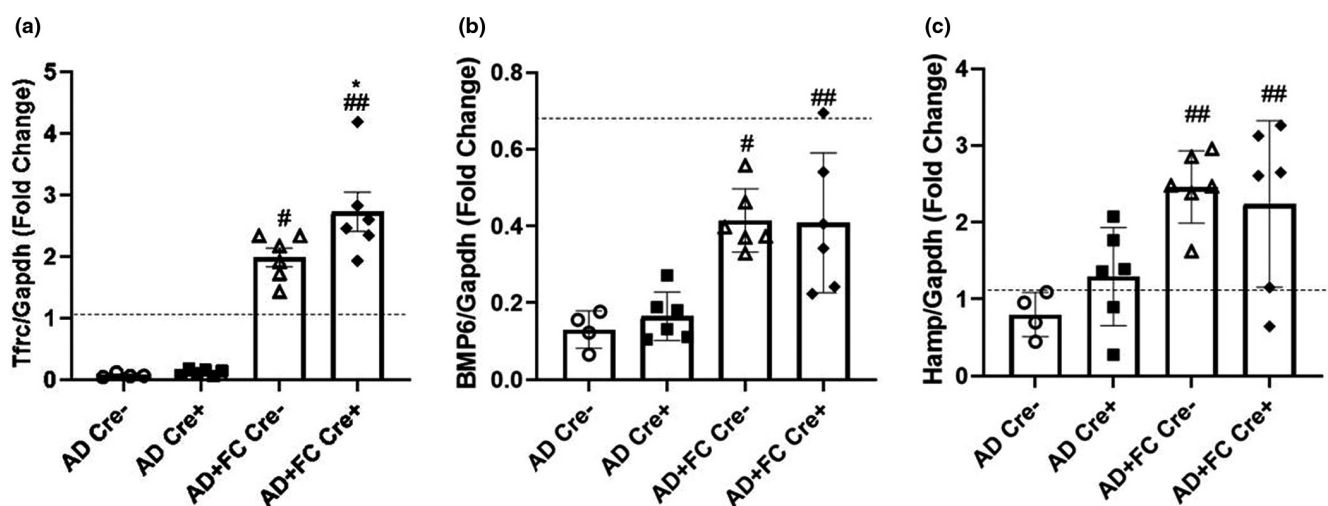 (a)
Tfrc/Gapdh (Fold Change)
5
4
3
2
1
0
#
*
##
AD Cre-
AD Cre+
AD+FC Cre-
AD+FC Cre+
(b)
BMP6/Gapdh (Fold Change)
0.8
0.6
0.4
0.2
0.0
#
##
AD Cre-
AD Cre+
AD+FC Cre-
AD+FC Cre+
(c)
Hamp/Gapdh (Fold Change)
4
3
2
1
0
##
##
AD Cre-
AD Cre+
AD+FC Cre-
AD+FC Cre+